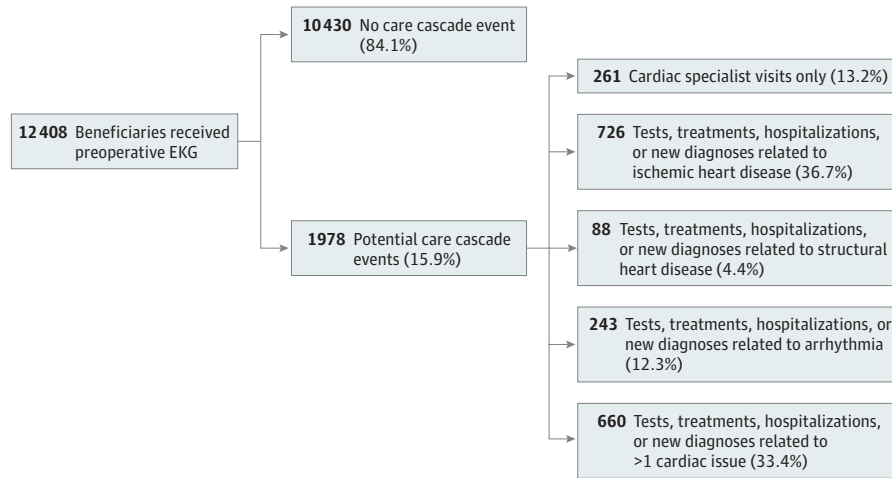 10 430 No care cascade event
(84.1%)
12 408 Beneficiaries received
preoperative EKG
1978 Potential care cascade
events (15.9%)
261 Cardiac specialist visits only (13.2%)
726 Tests, treatments, hospitalizations,
or new diagnoses related to
ischemic heart disease (36.7%)
88 Tests, treatments, hospitalizations,
or new diagnoses related to structural
heart disease (4.4%)
243 Tests, treatments, hospitalizations, or
new diagnoses related to arrhythmia
(12.3%)
660 Tests, treatments, hospitalizations,
or new diagnoses related to
>1 cardiac issue (33.4%)